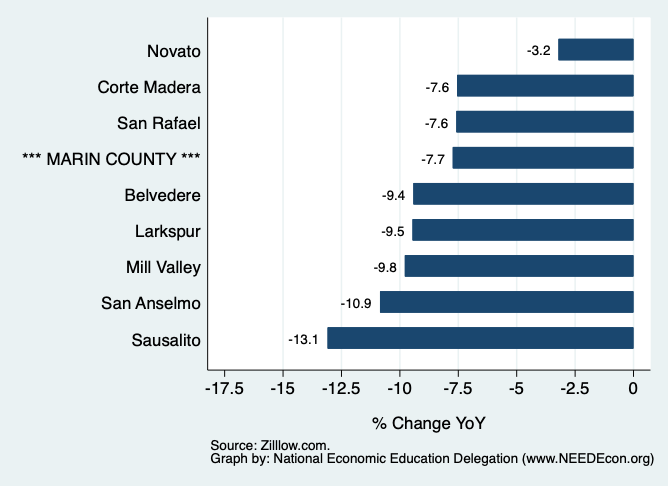 Novato -3.2
Corte Madera -7.6
San Rafael -7.6
*** MARIN COUNTY *** -7.7
Belvedere -9.4
Larkspur -9.5
Mill Valley -9.8
San Anselmo -10.9
Sausalito -13.1
-17.5 -15 -12.5 -10 -7.5 -5 -2.5 0
% Change YoY
Source: Zilllow.com.
Graph by: National Economic Education Delegation (www.NEEDEcon.org)